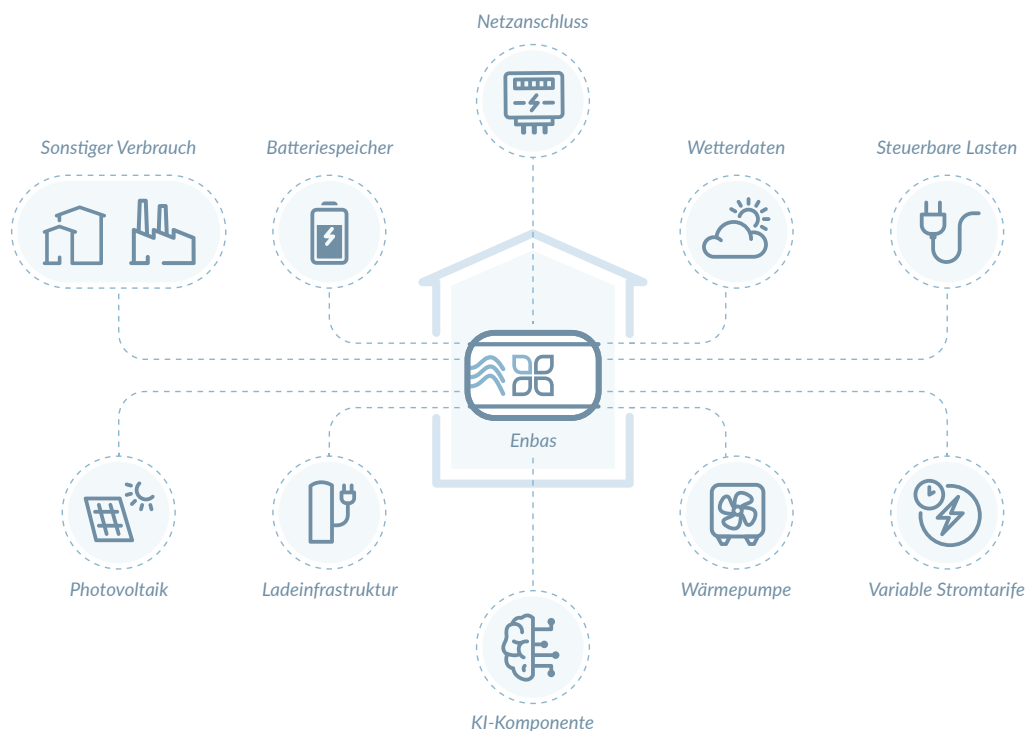 Netzanschluss
Sonstiger Verbrauch
Batteriespeicher
Wetterdaten
Steuerbare Lasten
Enbas
Photovoltaik
Ladeinfrastruktur
Wärmepumpe
Variable Stromtarife
KI-Komponente